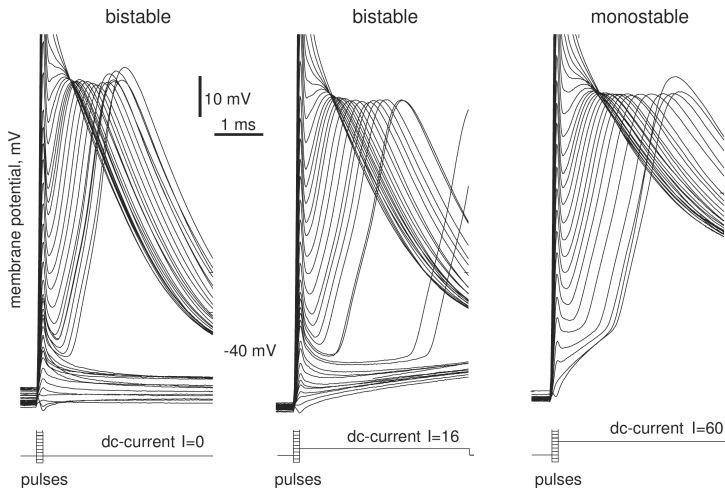 bistable
bistable
monostable
membrane potential, mV
10 mV
1 ms
-40 mV
dc-current I=0
dc-current I=16
dc-current I=60
pulses
pulses
pulses